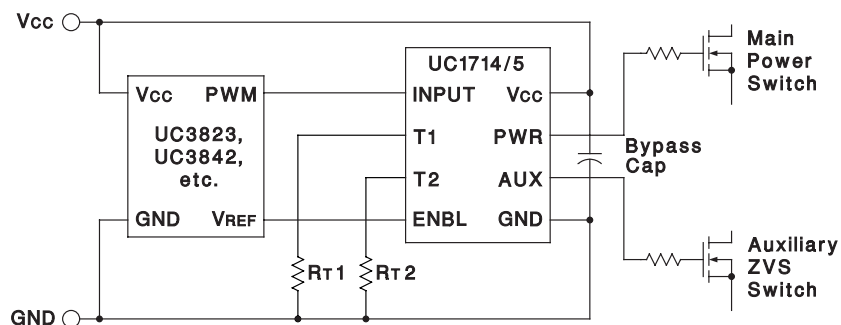 Vcc
UC1714/5
Main
Power
Switch
Vcc PWM
INPUT Vcc
UC3823,
UC3842,
etc.
T1 PWR
Bypass
Cap
T2 AUX
GND VREF
ENBL GND
Auxiliary
ZVS
Switch
RT1 RT2
GND